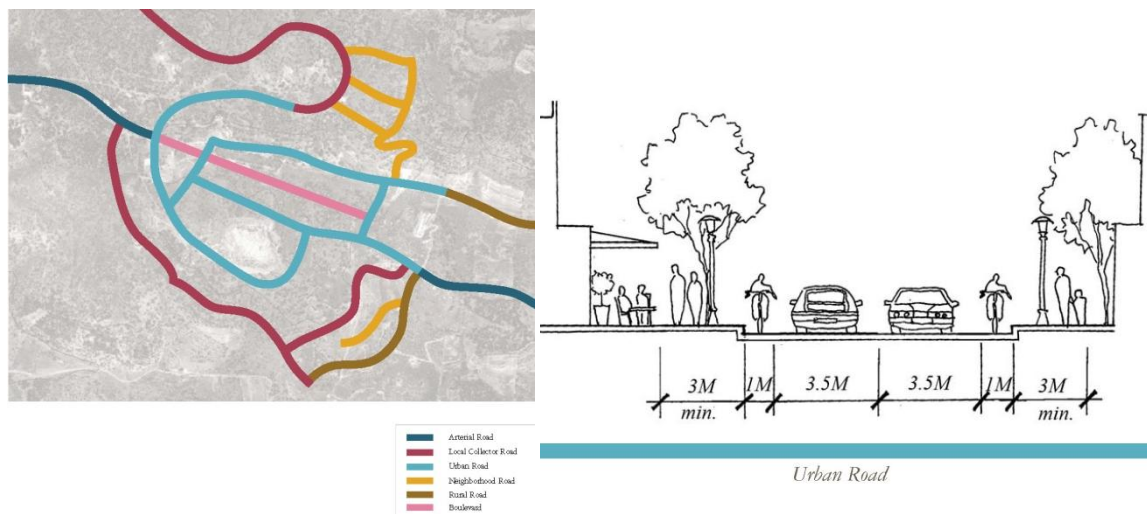 Arterial Road
Local Collector Road
Urban Road
Neighborhood Road
Rural Road
Boulevard
3M 1M 3.5M 3.5M 1M 3M
min. min.
Urban Road